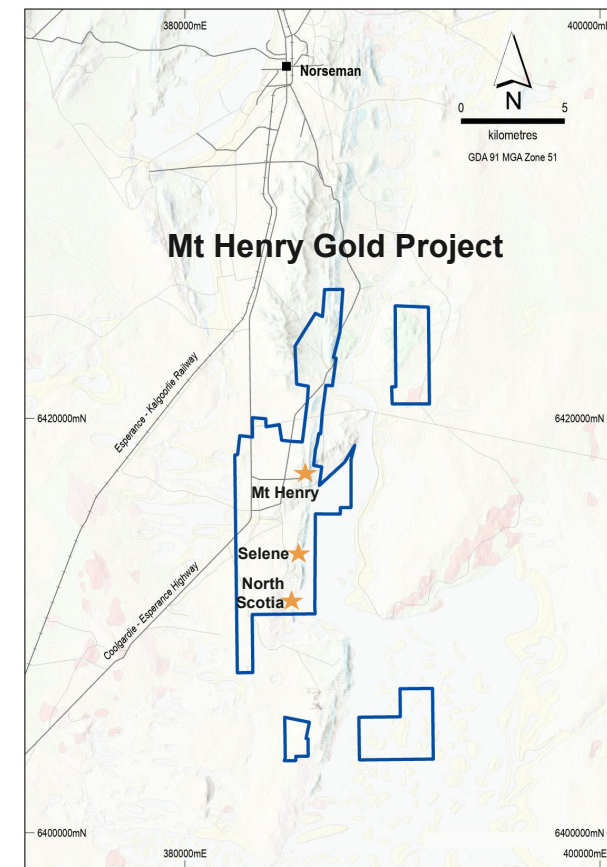 380000mE
400000mE
Norseman
N
0 5
kilometres
GDA 91 MGA Zone 51
Mt Henry Gold Project
Esperance - Kalgoorlie Railway
6420000mN
6420000mN
Mt Henry
Selene
North
Scotia
Coolgardie - Esperance Highway
6400000mN
6400000mN
380000mE
400000mE